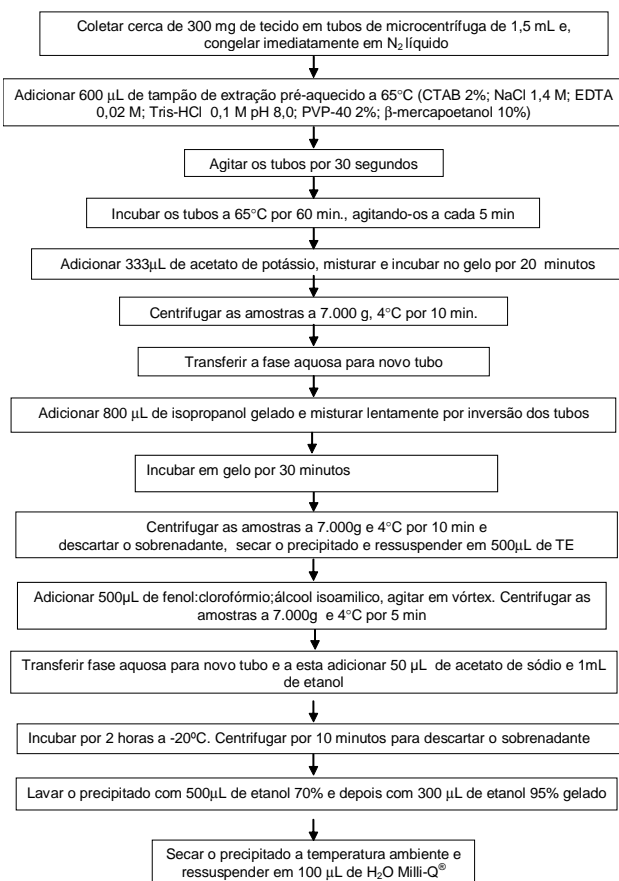 Coletar cerca de 300 mg de tecido em tubos de microcentrífuga de 1,5 mL e,
congelar imediatamente em N2 líquido
Adicionar 600 µL de tampão de extração pré-aquecido a 65°C (CTAB 2%; NaCl 1,4 M; EDTA
0,02 M; Tris-HCl 0,1 M pH 8,0; PVP-40 2%; β-mercapoetanol 10%)
Agitar os tubos por 30 segundos
Incubar os tubos a 65°C por 60 min., agitando-os a cada 5 min
Adicionar 333µL de acetato de potássio, misturar e incubar no gelo por 20 minutos
Centrifugar as amostras a 7.000 g, 4°C por 10 min.
Transferir a fase aquosa para novo tubo
Adicionar 800 µL de isopropanol gelado e misturar lentamente por inversão dos tubos
Incubar em gelo por 30 minutos
Centrifugar as amostras a 7.000g e 4°C por 10 min e
descartar o sobrenadante, secar o precipitado e ressuspender em 500µL de TE
Adicionar 500µL de fenol:clorofórmio;álcool isoamilico, agitar em vórtex. Centrifugar as
amostras a 7.000g e 4°C por 5 min
Transferir fase aquosa para novo tubo e a esta adicionar 50 µL de acetato de sódio e 1mL
de etanol
Incubar por 2 horas a -20ºC. Centrifugar por 10 minutos para descartar o sobrenadante
Lavar o precipitado com 500µL de etanol 70% e depois com 300 µL de etanol 95% gelado
Secar o precipitado a temperatura ambiente e
ressuspender em 100 µL de H2O Milli-Q®